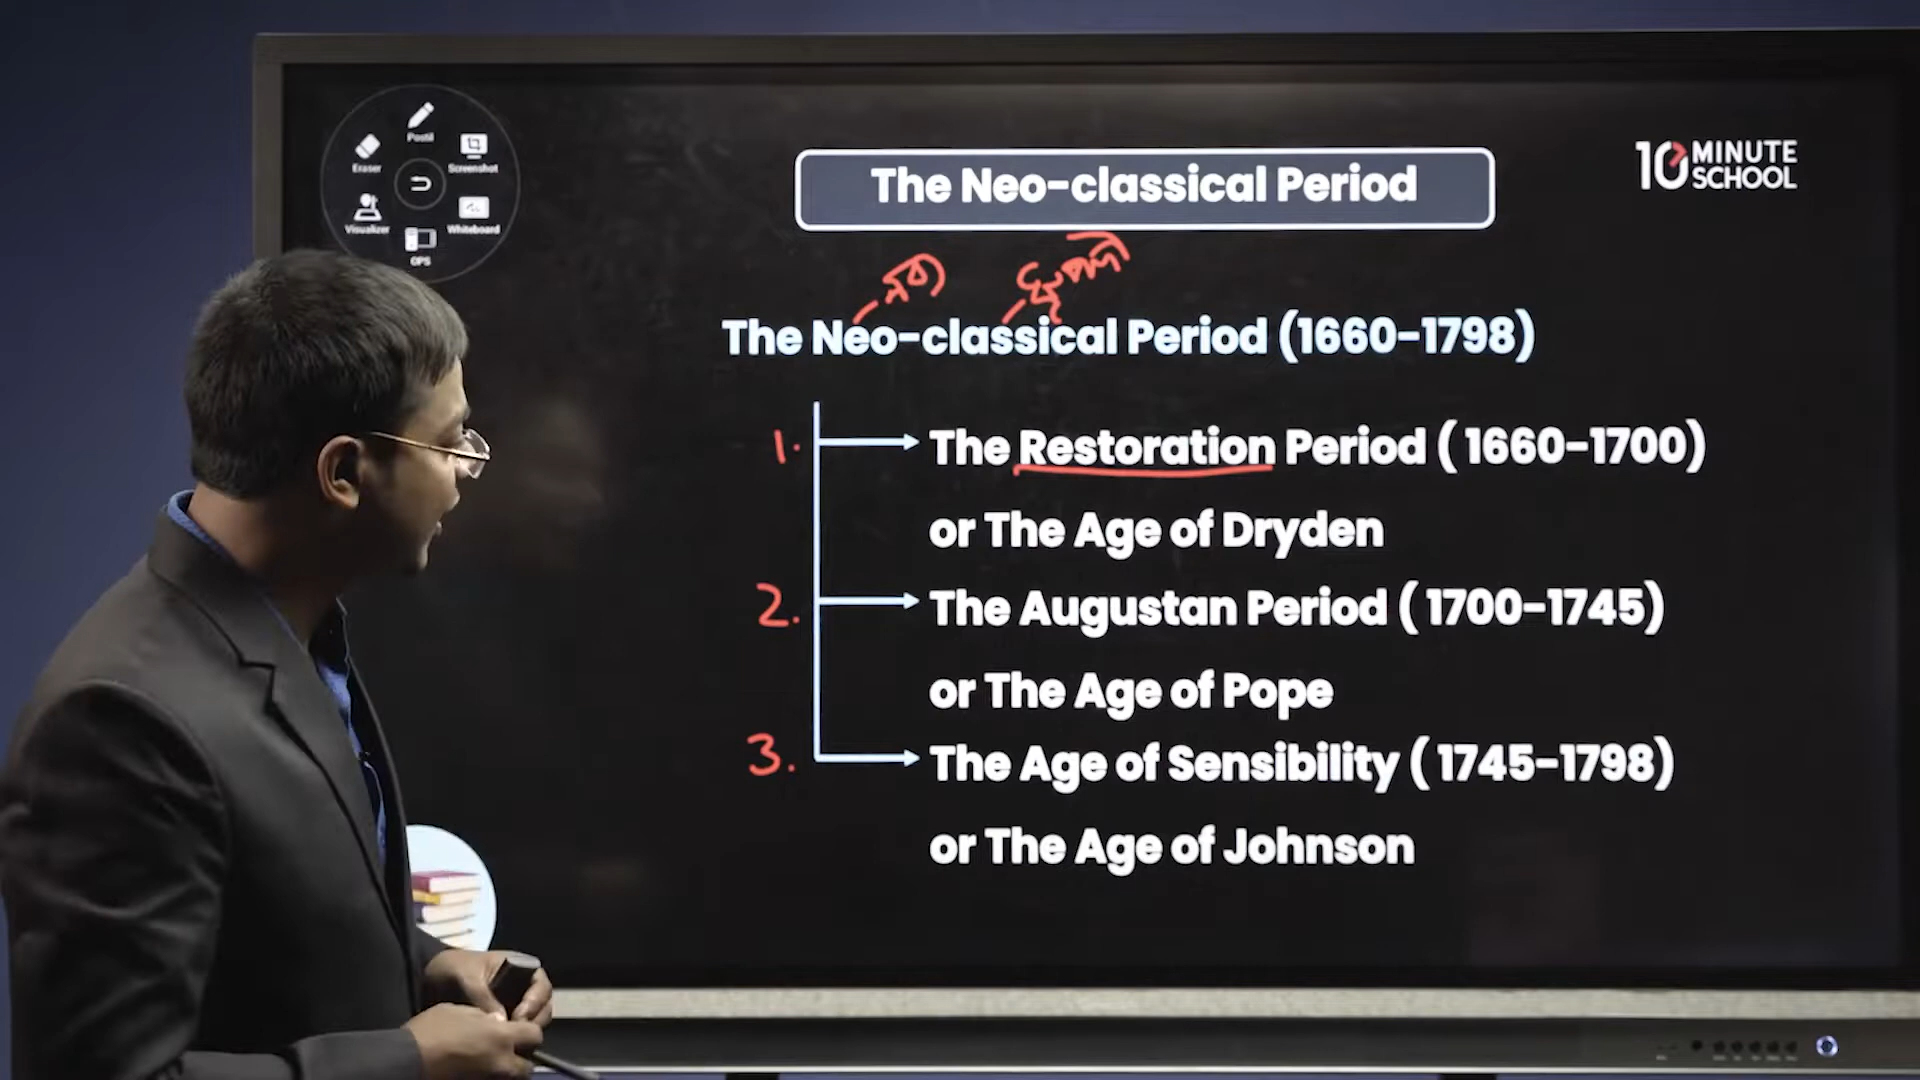 Postil
Eraser
Screenshot
Visualizer
Whiteboard
OPS
10 MINUTE SCHOOL
The Neo-classical Period
নব্য
ধ্রুপদী
The Neo-classical Period (1660-1798)
1. The Restoration Period ( 1660-1700)
or The Age of Dryden
2. The Augustan Period ( 1700-1745)
or The Age of Pope
3. The Age of Sensibility ( 1745-1798)
or The Age of Johnson